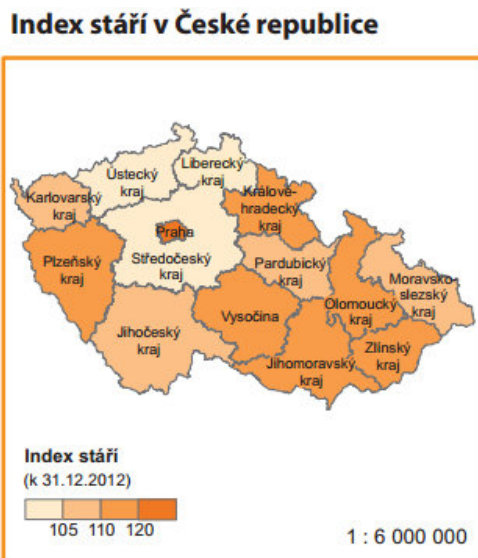 Index stáří v České republice
Liberecký
kraj
Ústecký
kraj
Karlovarský
kraj
Králové-
hradecký
kraj
Praha
Středočeský
kraj
Plzeňský
kraj
Pardubický
kraj
Moravsko-
slezský
kraj
Olomoucký
kraj
Vysočina
Jihočeský
kraj
Zlínský
kraj
Jihomoravský
kraj
Index stáří
(k 31.12.2012)
105 110 120
1 : 6 000 000